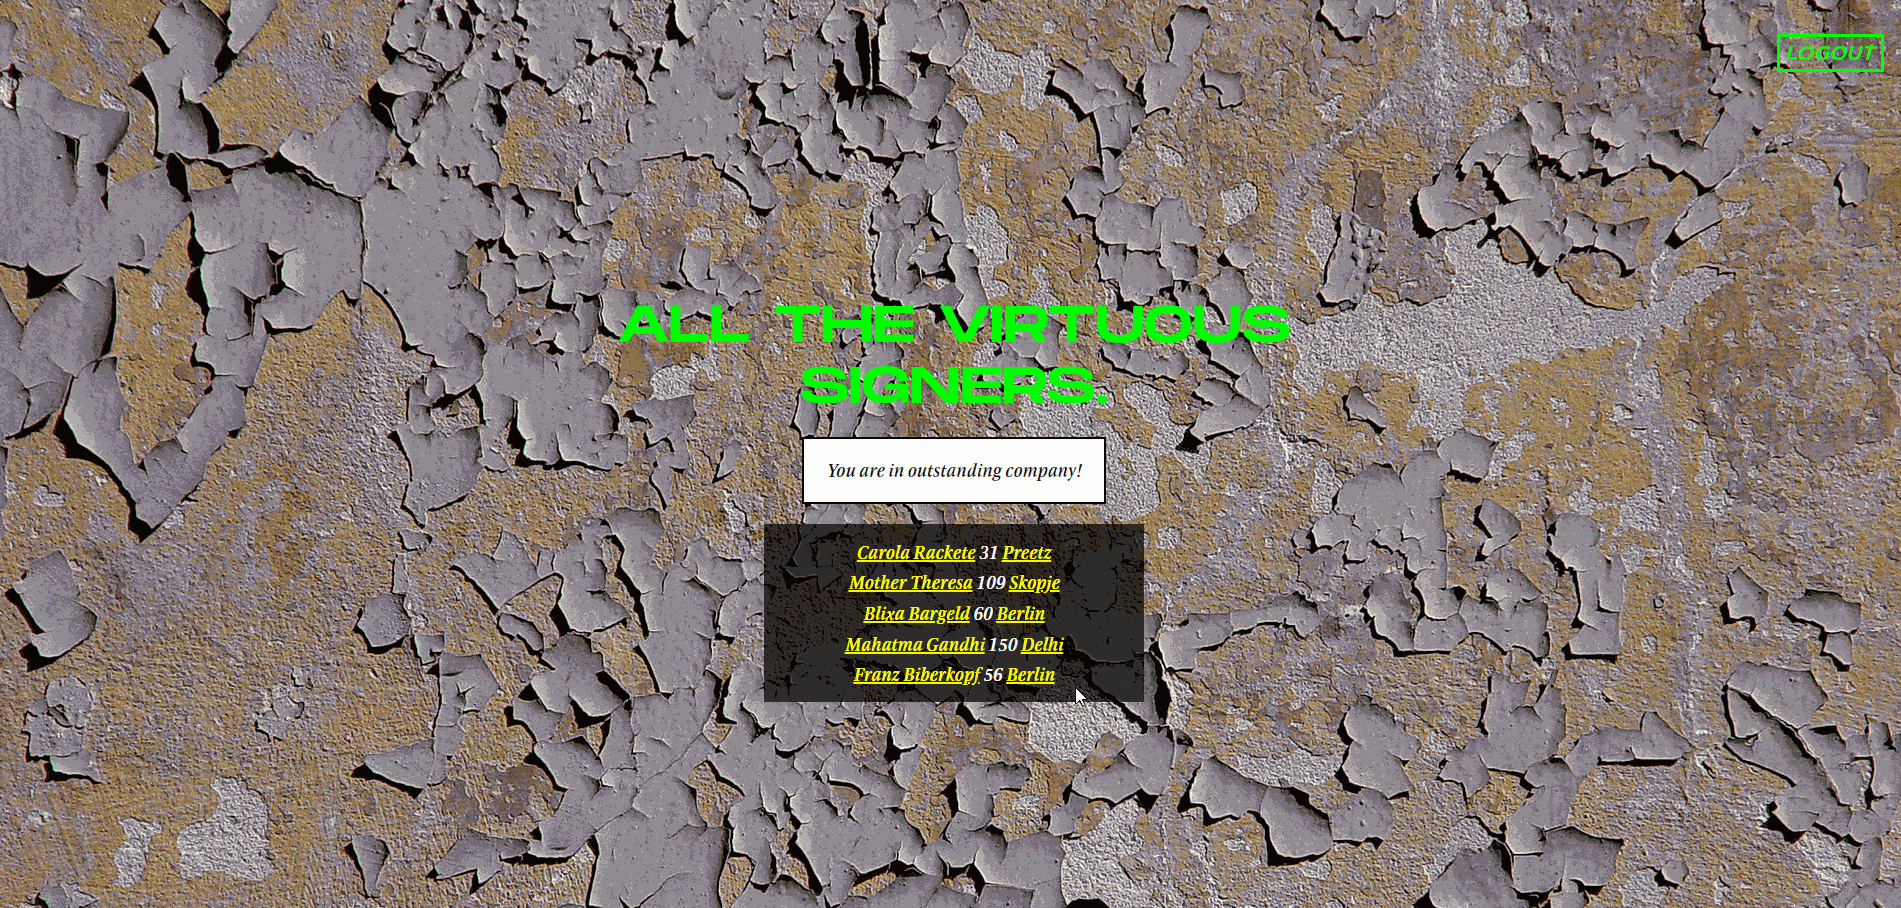 LOGOUT
ALL THE VIRTUOUS
SIGNERS.
You are in outstanding company!
Carola Rackete 31 Preetz
Mother Theresa 109 Skopje
Blixa Bargeld 60 Berlin
Mahatma Gandhi 150 Delhi
Franz Biberkopf 56 Berlin